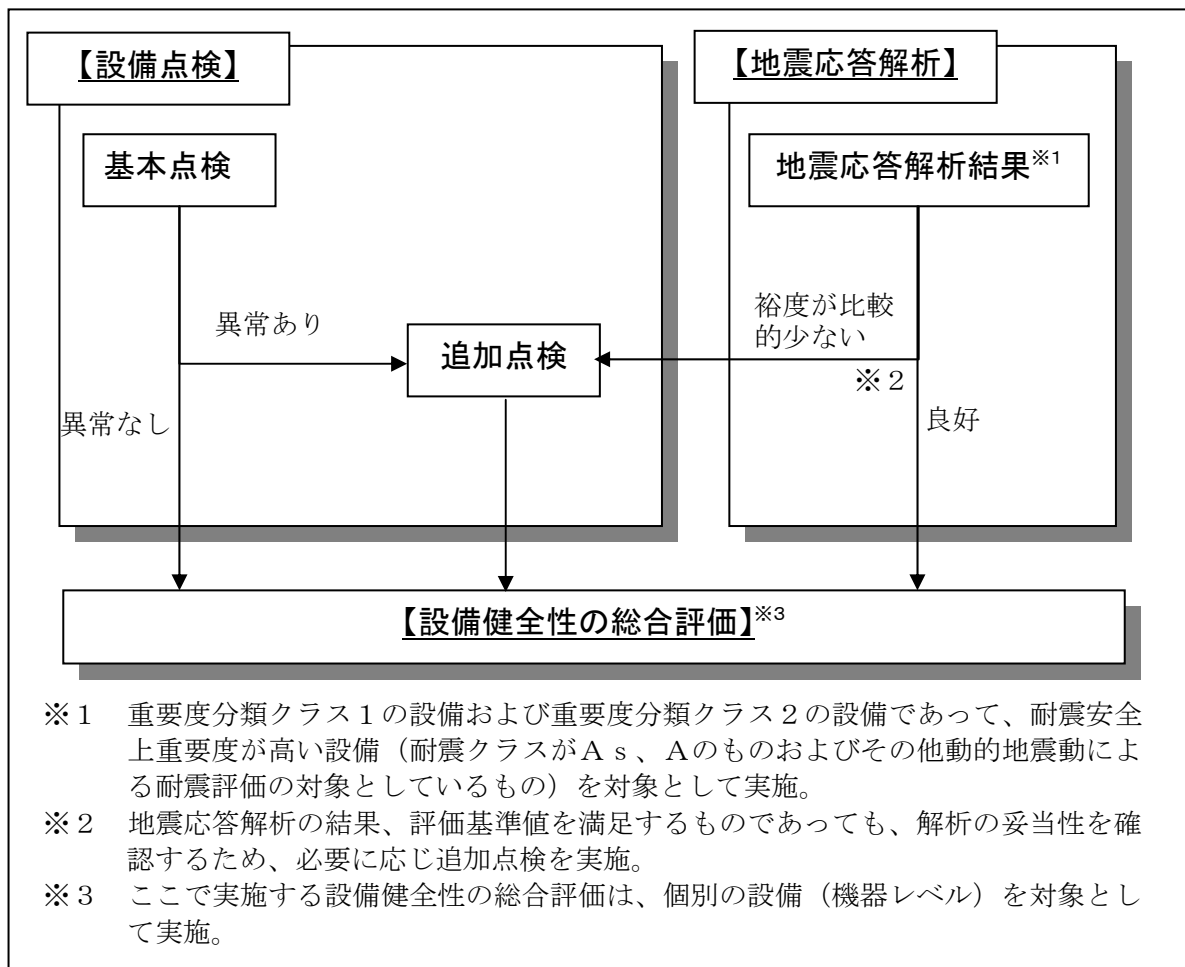 【設備点検】
【地震応答解析】
基本点検
地震応答解析結果※1
異常あり
追加点検
裕度が比較
的少ない
※２
異常なし
良好
【設備健全性の総合評価】※3
※１　重要度分類クラス１の設備および重要度分類クラス２の設備であって、耐震安全
上重要度が高い設備（耐震クラスがＡｓ、Ａのものおよびその他動的地震動によ
る耐震評価の対象としているもの）を対象として実施。
※２　地震応答解析の結果、評価基準値を満足するものであっても、解析の妥当性を確
認するため、必要に応じ追加点検を実施。
※３　ここで実施する設備健全性の総合評価は、個別の設備（機器レベル）を対象とし
て実施。